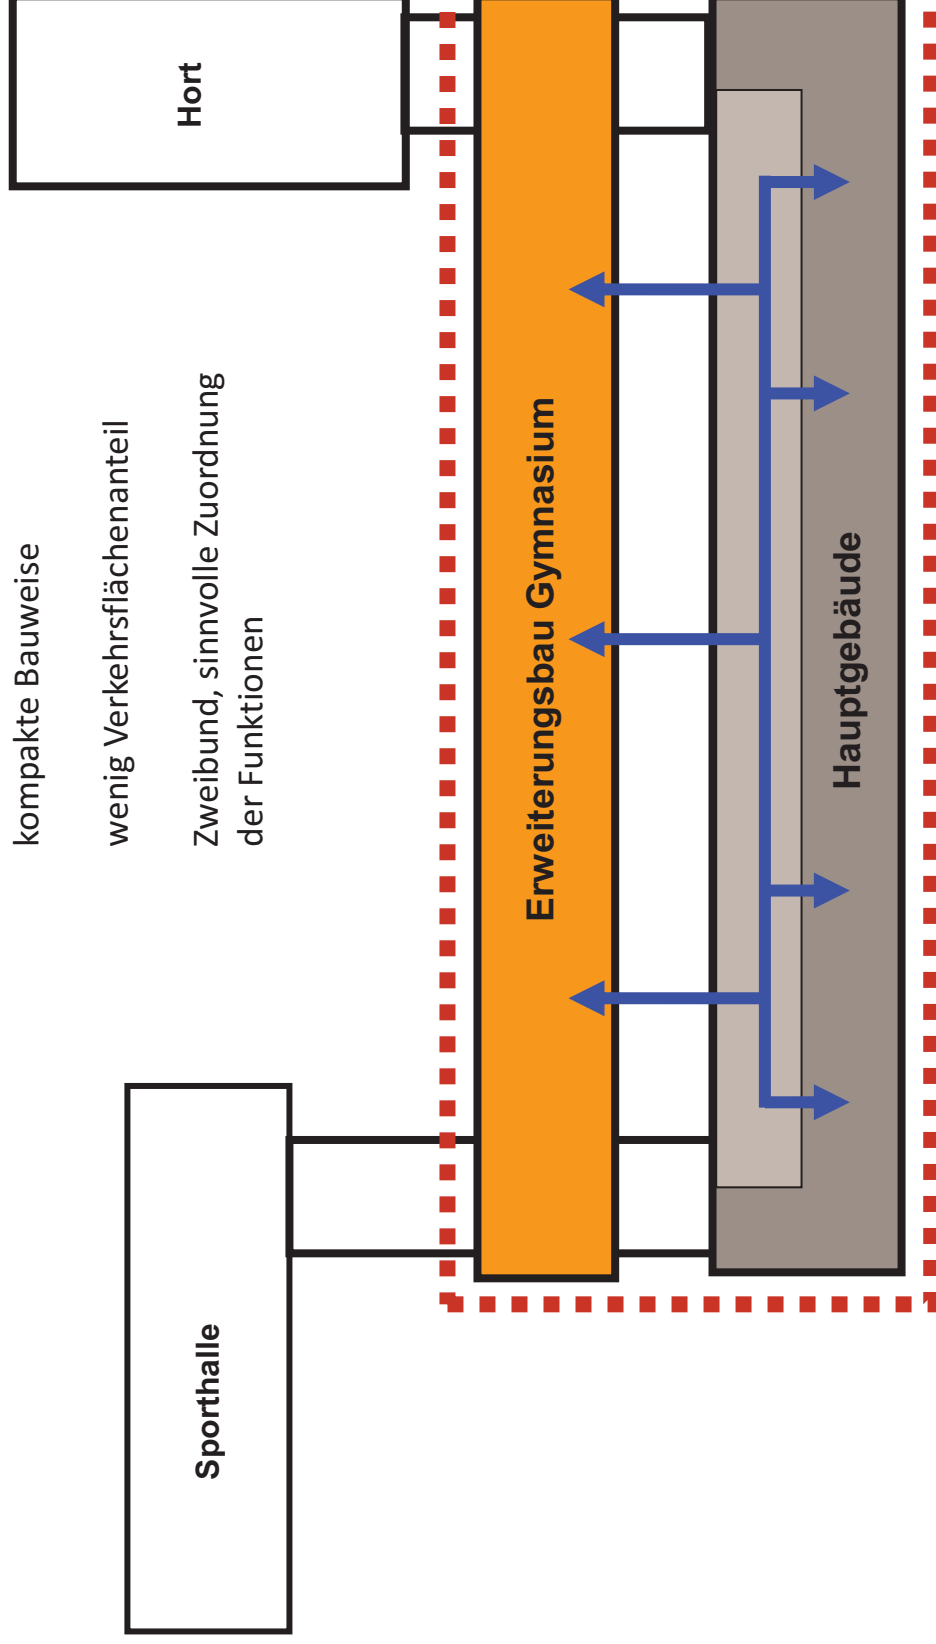 kompakte Bauweise
wenig Verkehrsflächenanteil
Zweibund, sinnvolle Zuordnung
der Funktionen
Sporthalle
Hort
Erweiterungsbau Gymnasium
Hauptgebäude